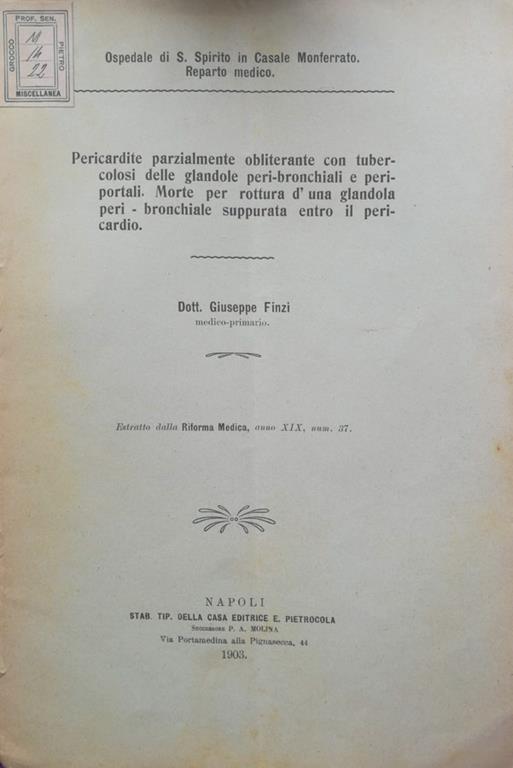 PROF. SEN.
GROCCO
PIETRO
14
22
MISCELLANEA
Ospedale di S. Spirito in Casale Monferrato.
Reparto medico.
Pericardite parzialmente obliterante con tuber-
colosi delle glandole peri-bronchiali e peri-
portali. Morte per rottura d' una glandola
peri - bronchiale suppurata entro il peri-
cardio.
Dott. Giuseppe Finzi
medico-primario.
Estratto dalla Riforma Medica, anno XIX, num. 37.
NAPOLI
STAB. TIP. DELLA CASA EDITRICE E. PIETROCOLA
Successore P. A. MOLINA
Via Portamedina alla Pignasecca, 44
1903.